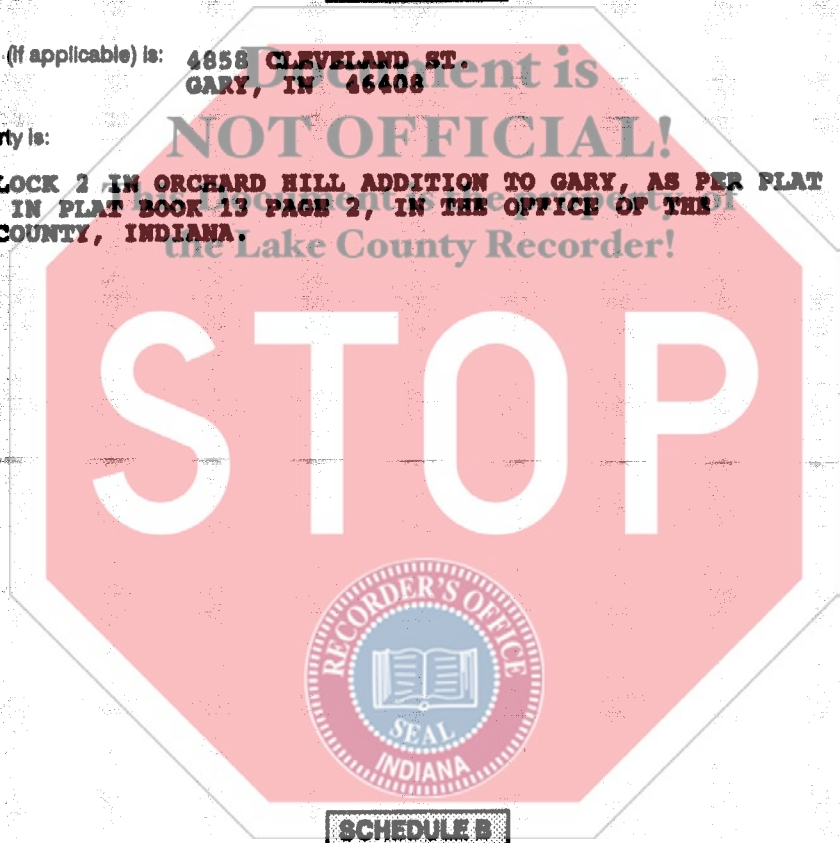 (if applicable) is: 4858 CLEVELAND ST.
GARY, IN 46408
Document is
NOT OFFICIAL!
rty is:
LOCK 2 IN ORCHARD HILL ADDITION TO GARY, AS PER PLAT
IN PLAT BOOK 13 PAGE 2, IN THE OFFICE OF THE
This Document is the property of
COUNTY, INDIANA.
the Lake County Recorder!
STOP
RECORDER'S OFFICE
SEAL
INDIANA
SCHEDULE B